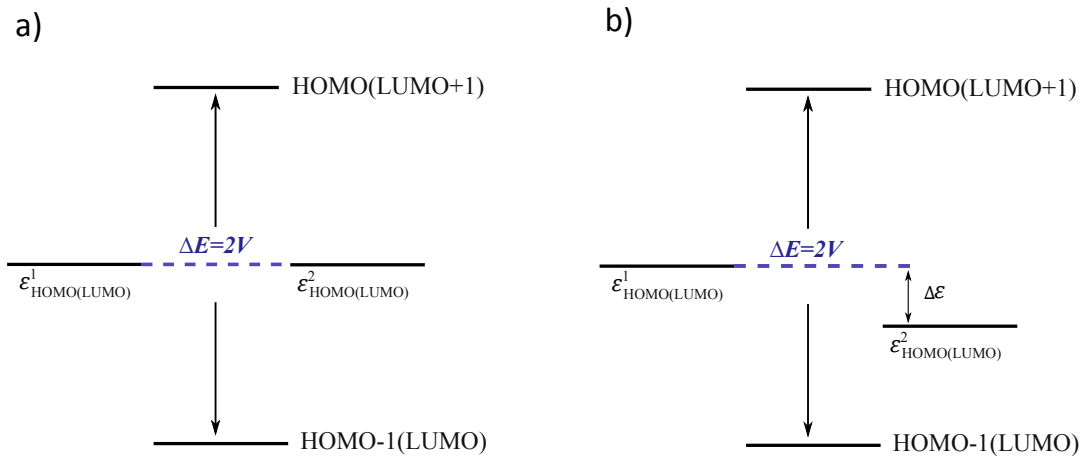 a)
HOMO(LUMO+1)
ΔE=2V
ε¹HOMO(LUMO)
ε²HOMO(LUMO)
HOMO-1(LUMO)
b)
HOMO(LUMO+1)
ΔE=2V
ε¹HOMO(LUMO)
Δε
ε²HOMO(LUMO)
HOMO-1(LUMO)